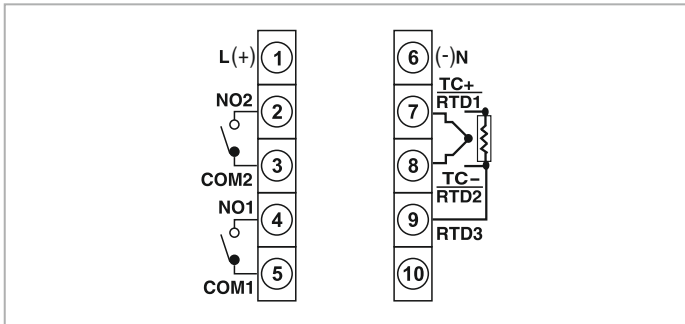 L(+) 1
NO2 2
3
COM2
NO1 4
5
COM1
6 (-)N
TC+
RTD1
7
8
TC−
RTD2
9
RTD3
10